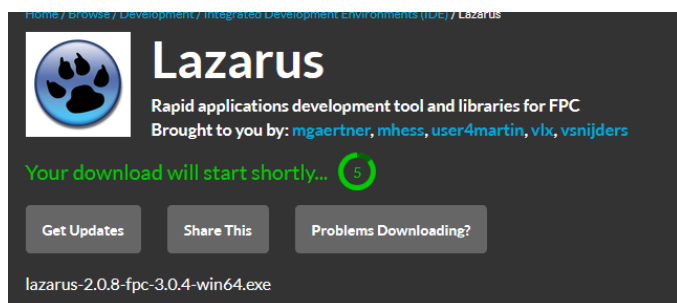 Home / Browse / Development / Integrated Development Environments (IDE) / Lazarus
Lazarus
Rapid applications development tool and libraries for FPC
Brought to you by: mgaertner, mhess, user4martin, vlx, vsnijders
Your download will start shortly... 5
Get Updates Share This Problems Downloading?
lazarus-2.0.8-fpc-3.0.4-win64.exe